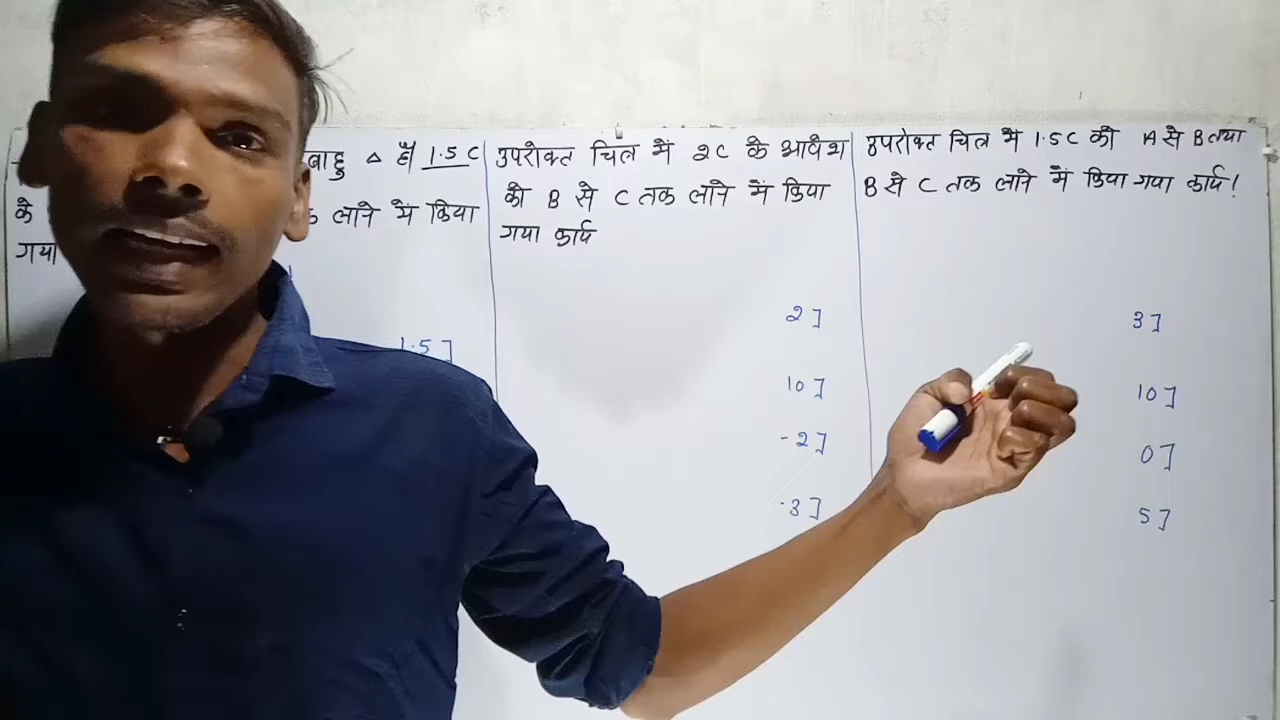 बाहु △ है। 1.5 C
के लाने में किया
गया
1.5 J
उपरोक्त चित्र में 2C के आवेश
को B से C तक लाने में किया
गया कार्य
2 J
10 J
-2 J
-3 J
उपरोक्त चित्र में 1.5C को A से B तथा
B से C तक लाने में किया गया कार्य!
3 J
10 J
0 J
5 J